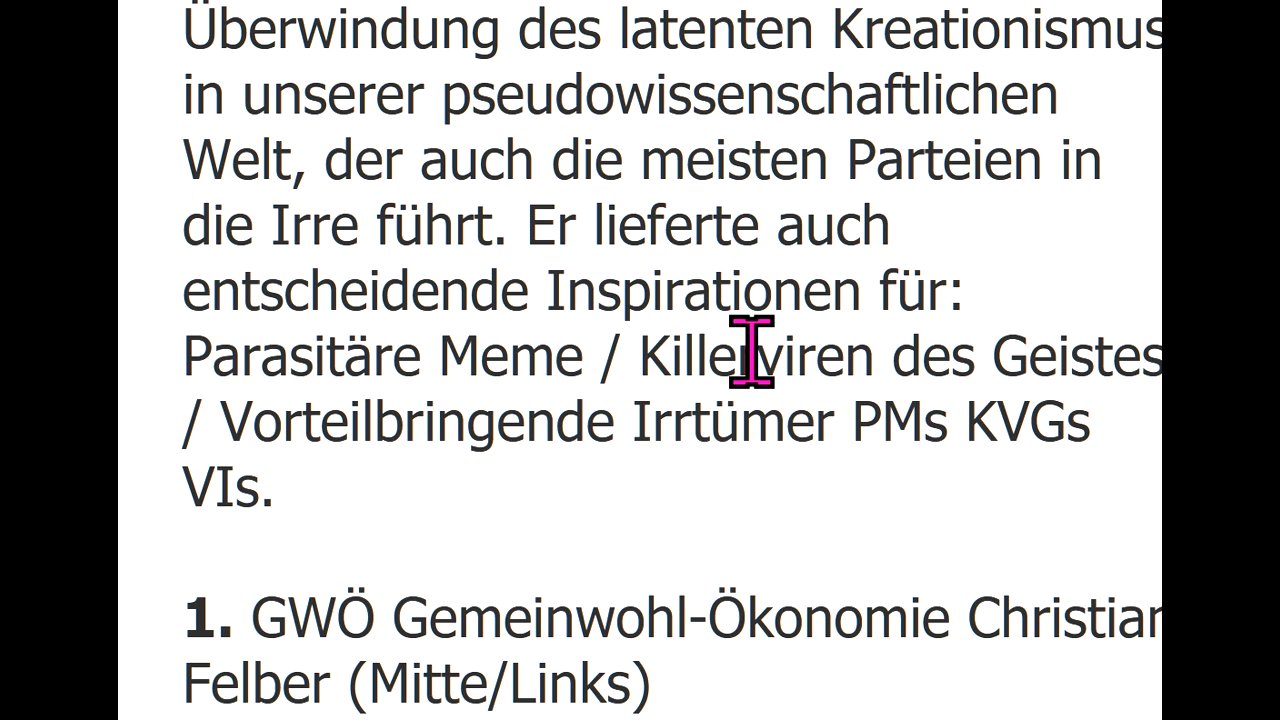 Überwindung des latenten Kreationismus
in unserer pseudowissenschaftlichen
Welt, der auch die meisten Parteien in
die Irre führt. Er lieferte auch
entscheidende Inspirationen für:
Parasitäre Meme / Killerviren des Geistes
/ Vorteilbringende Irrtümer PMs KVGs
VIs.
1. GWÖ Gemeinwohl-Ökonomie Christian
Felber (Mitte/Links)